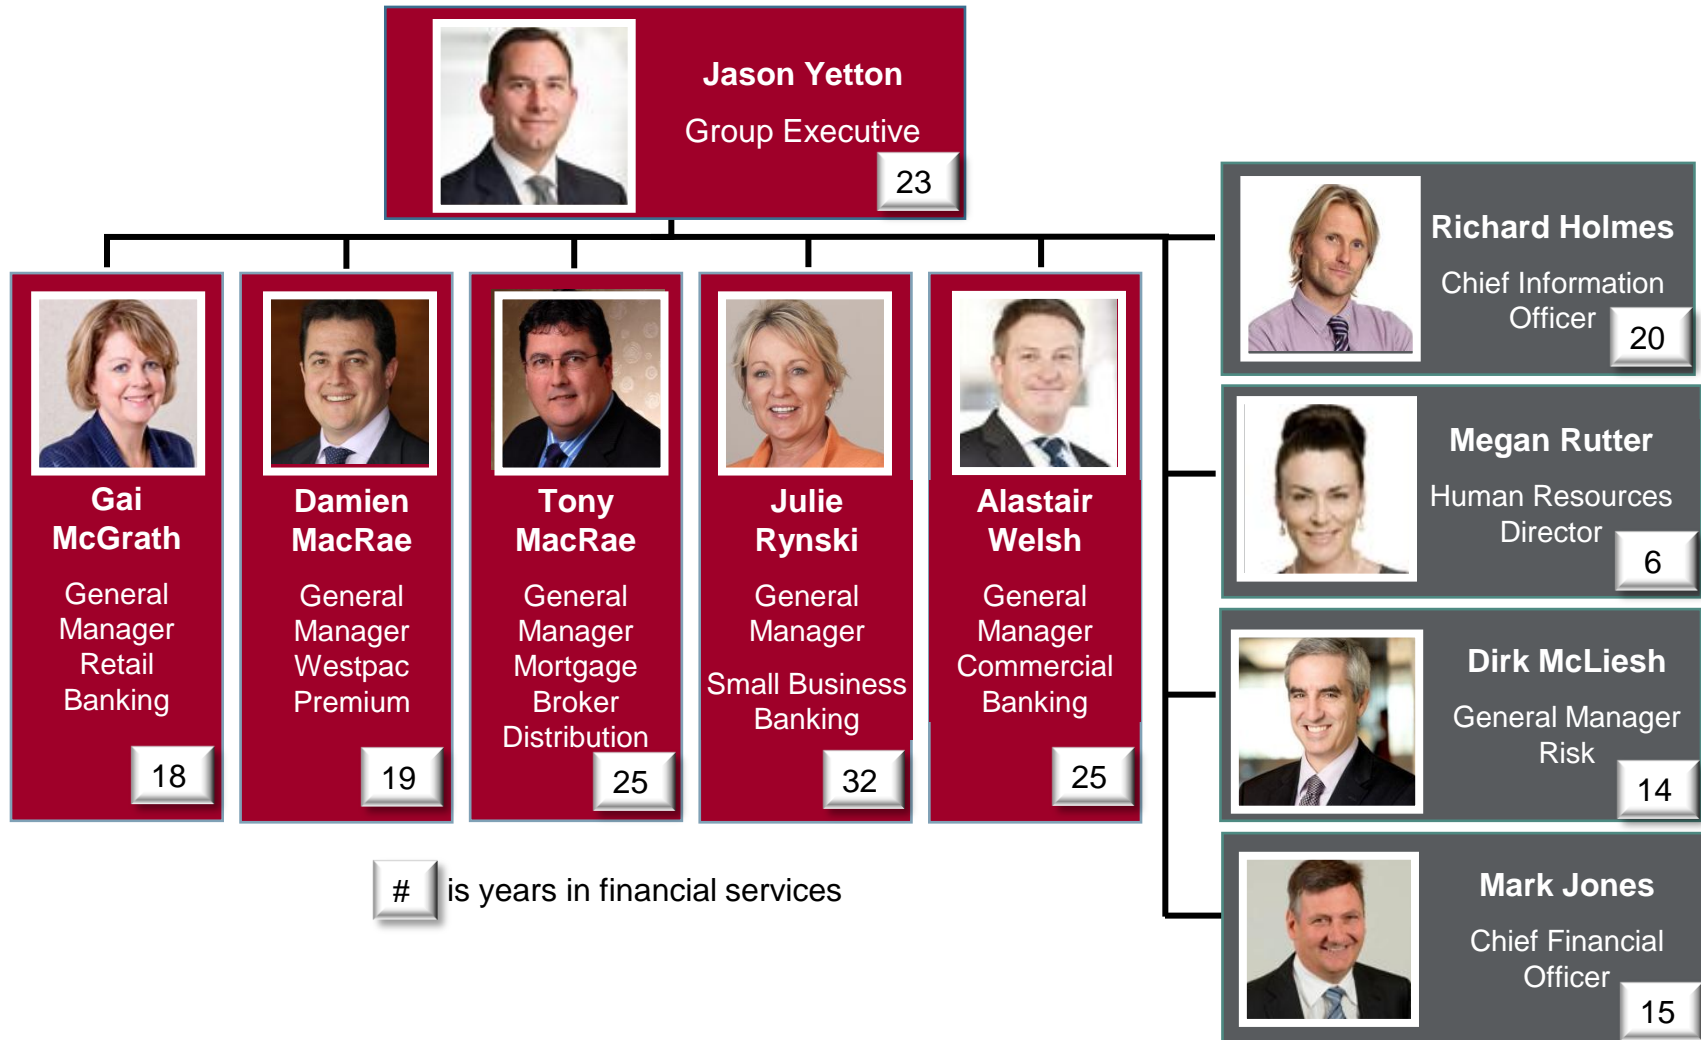 Jason Yetton
Group Executive
23
Richard Holmes
Chief Information
Officer
20
Megan Rutter
Human Resources
Director
6
Dirk McLiesh
General Manager
Risk
14
Mark Jones
Chief Financial
Officer
15
Gai
McGrath
General
Manager
Retail
Banking
18
Damien
MacRae
General
Manager
Westpac
Premium
19
Tony
MacRae
General
Manager
Mortgage
Broker
Distribution
25
Julie
Rynski
General
Manager
Small Business
Banking
32
Alastair
Welsh
General
Manager
Commercial
Banking
25
# is years in financial services